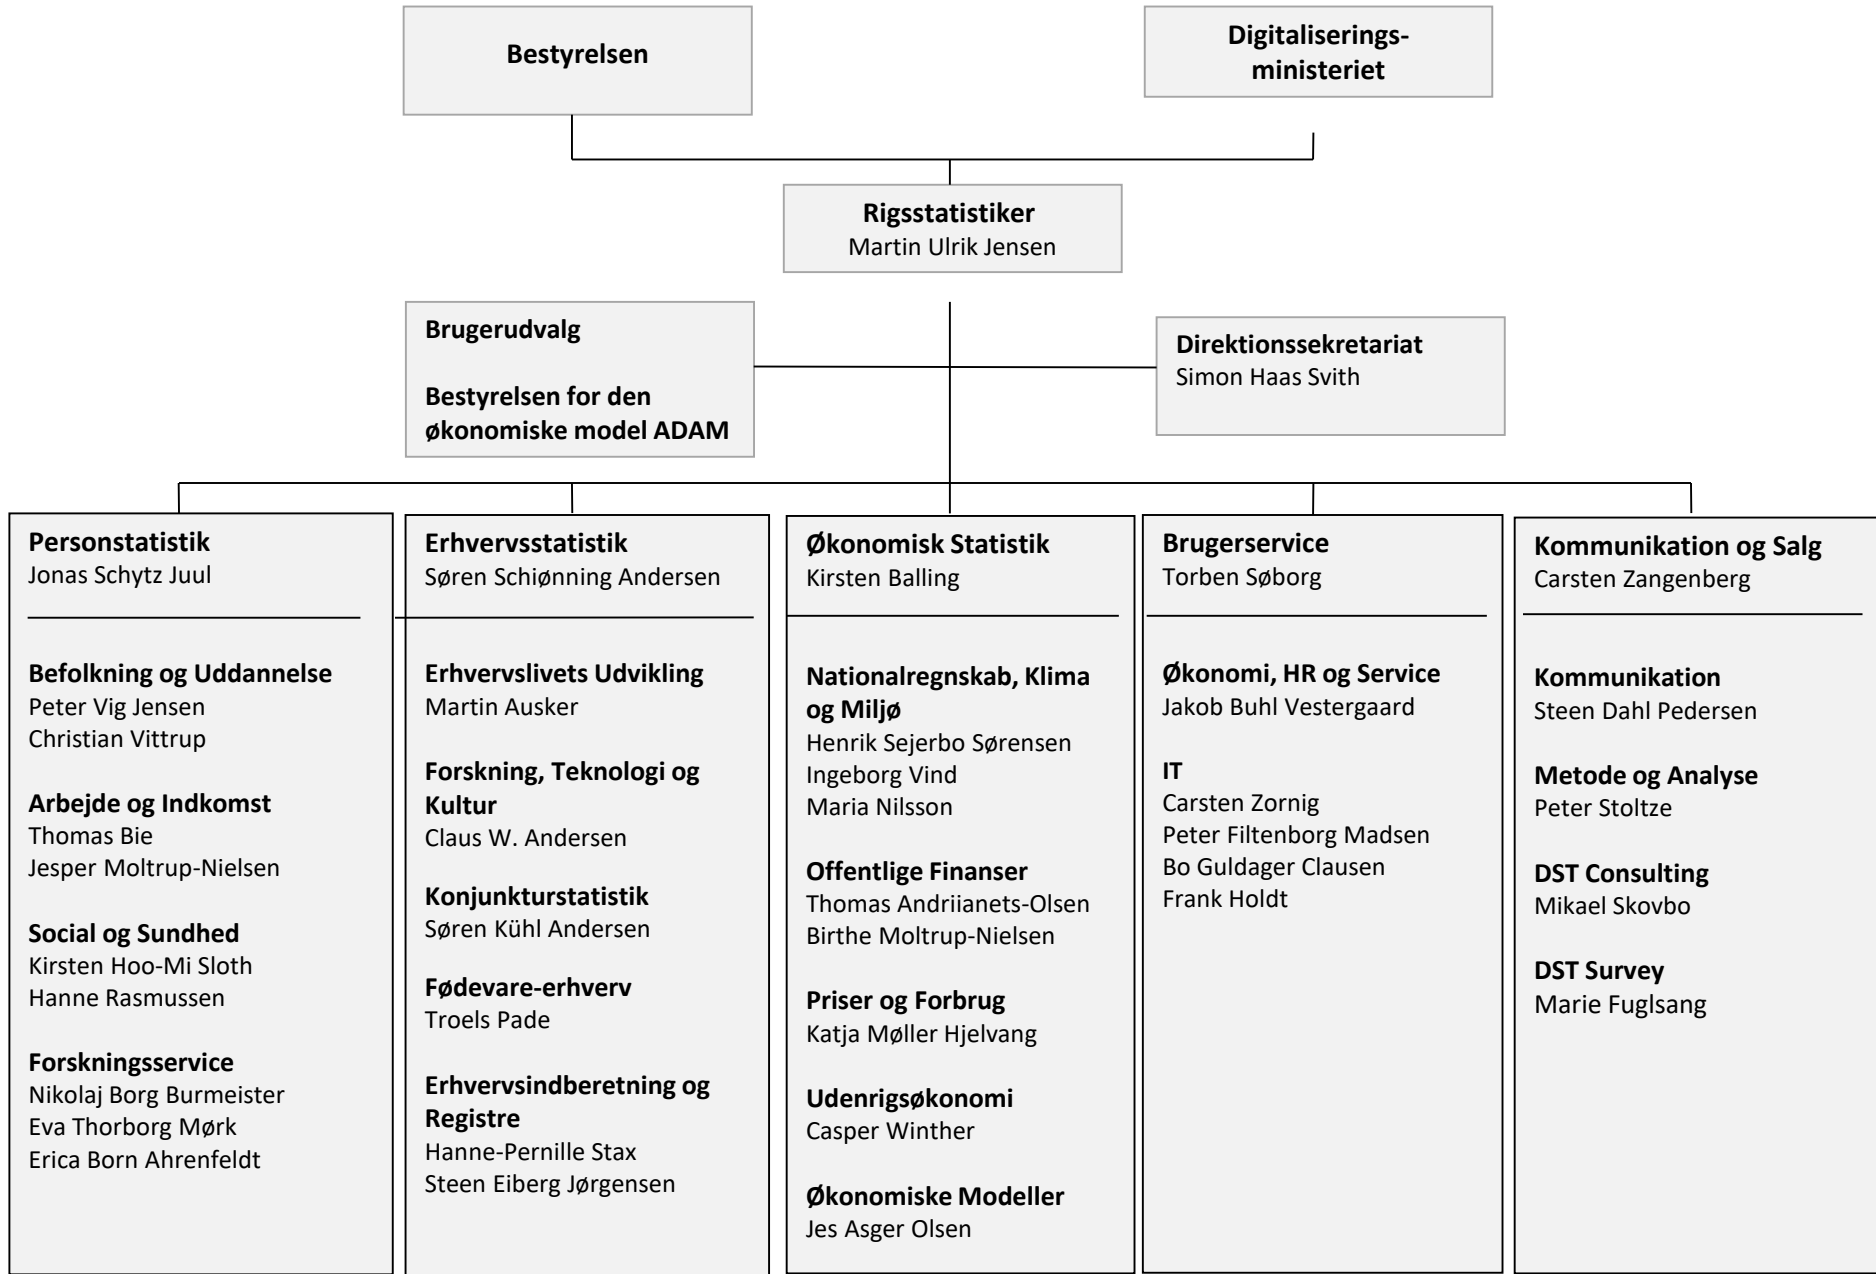 Bestyrelsen
Digitaliserings-
ministeriet
Rigsstatistiker
Martin Ulrik Jensen
Brugerudvalg
Bestyrelsen for den
økonomiske model ADAM
Direktionssekretariat
Simon Haas Svith
Personstatistik
Jonas Schytz Juul
Befolkning og Uddannelse
Peter Vig Jensen
Christian Vittrup
Arbejde og Indkomst
Thomas Bie
Jesper Moltrup-Nielsen
Social og Sundhed
Kirsten Hoo-Mi Sloth
Hanne Rasmussen
Forskningsservice
Nikolaj Borg Burmeister
Eva Thorborg Mørk
Erica Born Ahrenfeldt
Erhvervsstatistik
Søren Schiønning Andersen
Erhvervslivets Udvikling
Martin Ausker
Forskning, Teknologi og
Kultur
Claus W. Andersen
Konjunkturstatistik
Søren Kühl Andersen
Fødevare-erhverv
Troels Pade
Erhvervsindberetning og
Registre
Hanne-Pernille Stax
Steen Eiberg Jørgensen
Økonomisk Statistik
Kirsten Balling
Nationalregnskab, Klima
og Miljø
Henrik Sejerbo Sørensen
Ingeborg Vind
Maria Nilsson
Offentlige Finanser
Thomas Andriianets-Olsen
Birthe Moltrup-Nielsen
Priser og Forbrug
Katja Møller Hjelvang
Udenrigsøkonomi
Casper Winther
Økonomiske Modeller
Jes Asger Olsen
Brugerservice
Torben Søborg
Økonomi, HR og Service
Jakob Buhl Vestergaard
IT
Carsten Zornig
Peter Filtenborg Madsen
Bo Guldager Clausen
Frank Holdt
Kommunikation og Salg
Carsten Zangenberg
Kommunikation
Steen Dahl Pedersen
Metode og Analyse
Peter Stoltze
DST Consulting
Mikael Skovbo
DST Survey
Marie Fuglsang